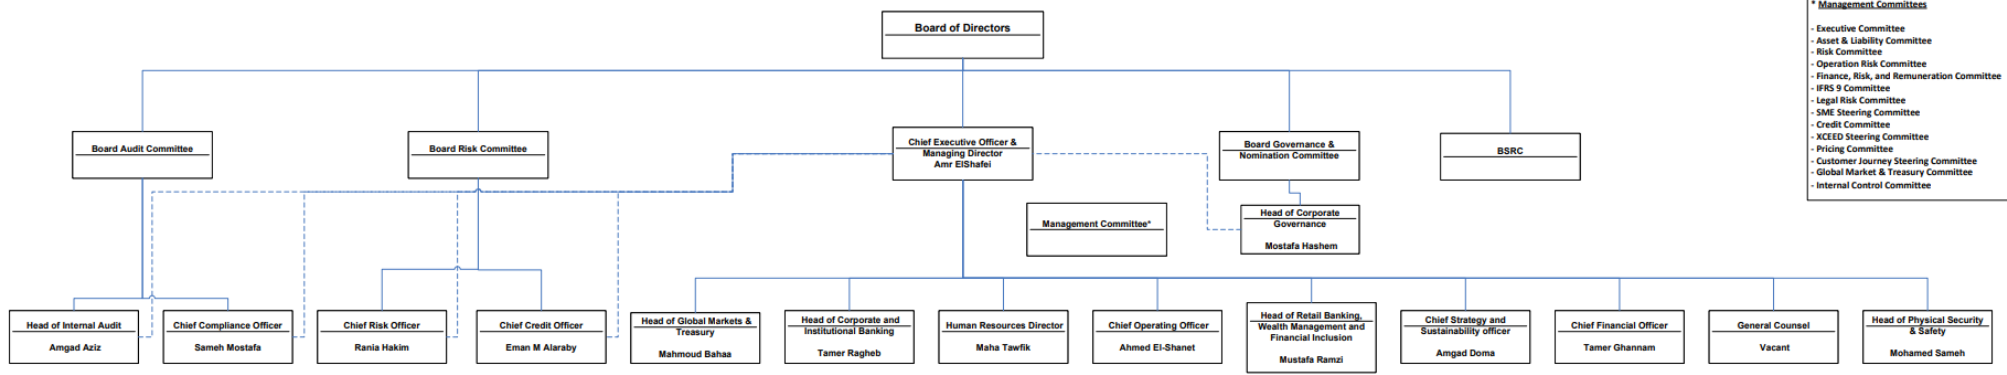 Board of Directors
* Management Committees
- Executive Committee
- Asset & Liability Committee
- Risk Committee
- Operation Risk Committee
- Finance, Risk, and Remuneration Committee
- IFRS 9 Committee
- Legal Risk Committee
- SME Steering Committee
- Credit Committee
- XCEED Steering Committee
- Pricing Committee
- Customer Journey Steering Committee
- Global Market & Treasury Committee
- Internal Control Committee
Board Audit Committee
Board Risk Committee
Chief Executive Officer &
Managing Director
Amr ElShafei
Board Governance &
Nomination Committee
BSRC
Management Committee*
Head of Corporate
Governance
Mostafa Hashem
Head of Internal Audit
Amgad Aziz
Chief Compliance Officer
Sameh Mostafa
Chief Risk Officer
Rania Hakim
Chief Credit Officer
Eman M Alaraby
Head of Global Markets &
Treasury
Mahmoud Bahaa
Head of Corporate and
Institutional Banking
Tamer Ragheb
Human Resources Director
Maha Tawfik
Chief Operating Officer
Ahmed El-Shanet
Head of Retail Banking,
Wealth Management and
Financial Inclusion
Mustafa Ramzi
Chief Strategy and
Sustainability officer
Amgad Doma
Chief Financial Officer
Tamer Ghannam
General Counsel
Vacant
Head of Physical Security
& Safety
Mohamed Sameh